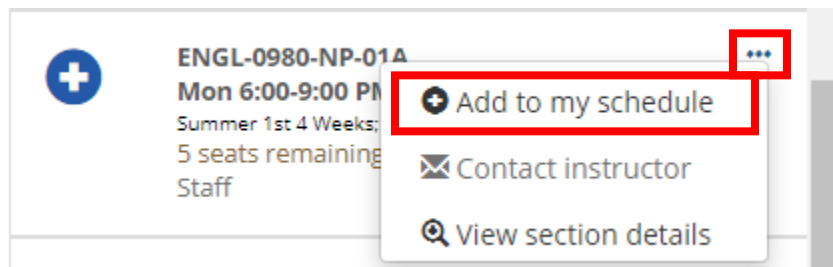 ENGL-0980-NP-01A
Mon 6:00-9:00 PM
Summer 1st 4 Weeks;
5 seats remaining
Staff
Add to my schedule
Contact instructor
View section details